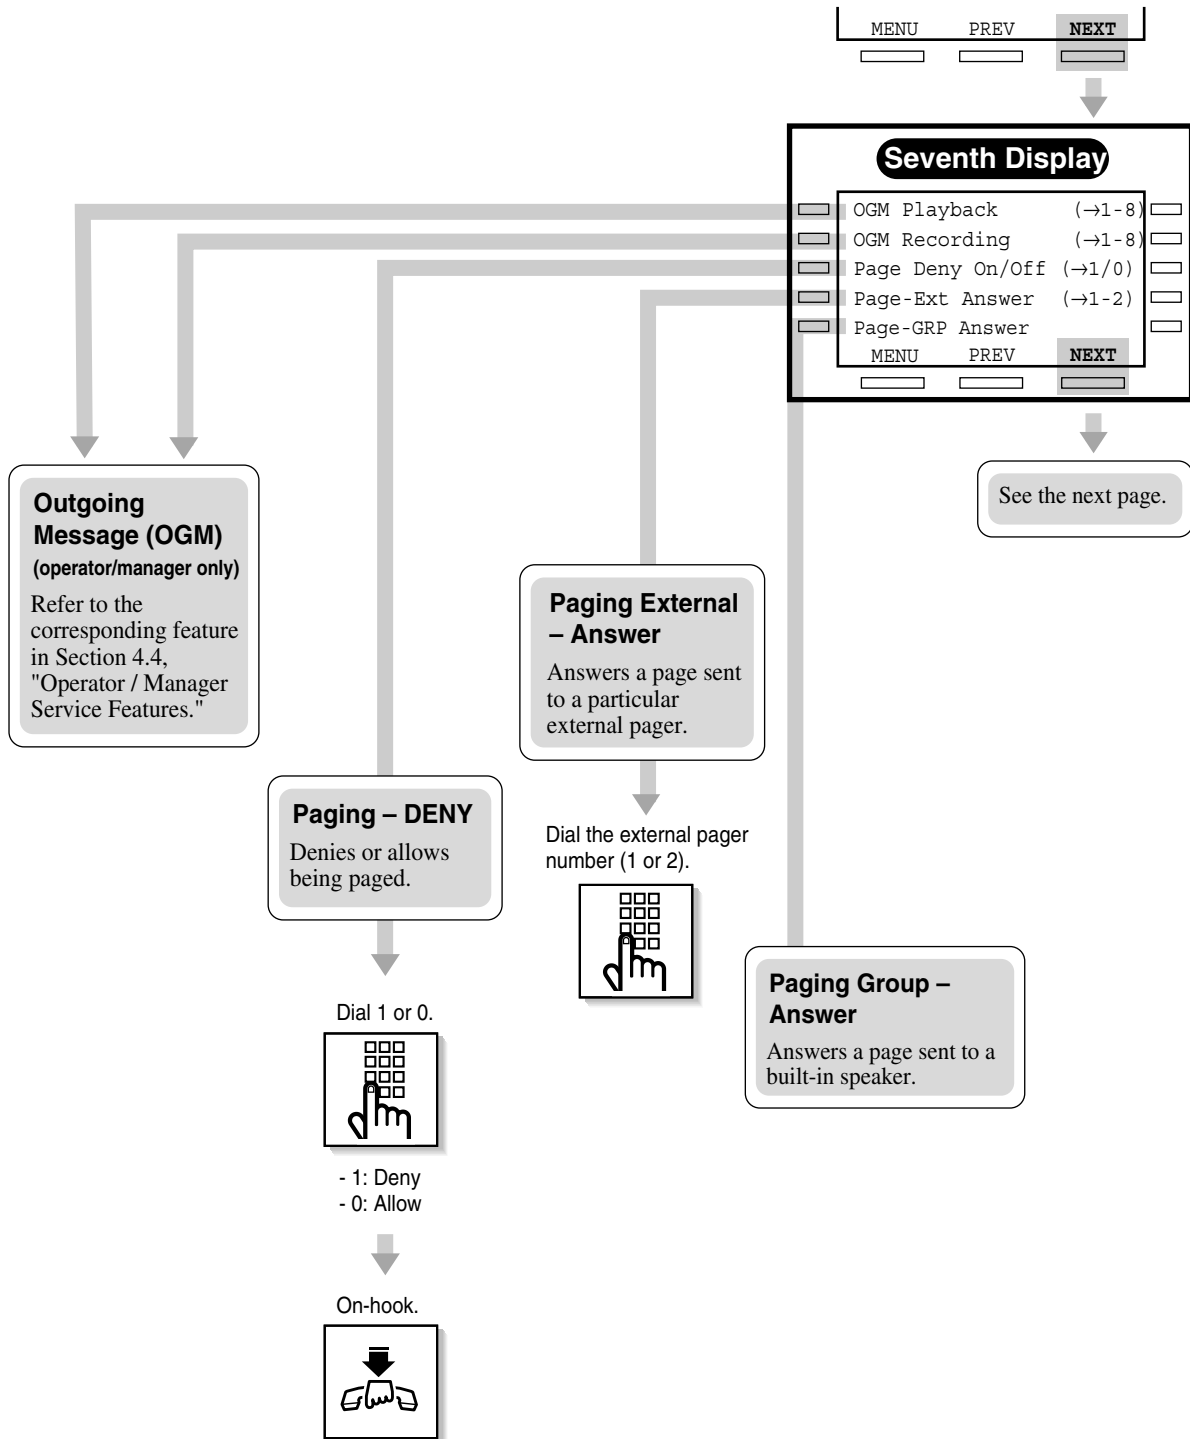 MENU PREV NEXT
Seventh Display
OGM Playback (→1-8)
OGM Recording (→1-8)
Page Deny On/Off (→1/0)
Page-Ext Answer (→1-2)
Page-GRP Answer
MENU PREV NEXT
See the next page.
Outgoing
Message (OGM)
(operator/manager only)
Refer to the
corresponding feature
in Section 4.4,
"Operator / Manager
Service Features."
Paging External
– Answer
Answers a page sent
to a particular
external pager.
Dial the external pager
number (1 or 2).
Paging – DENY
Denies or allows
being paged.
Dial 1 or 0.
- 1: Deny
- 0: Allow
On-hook.
Paging Group –
Answer
Answers a page sent to a
built-in speaker.